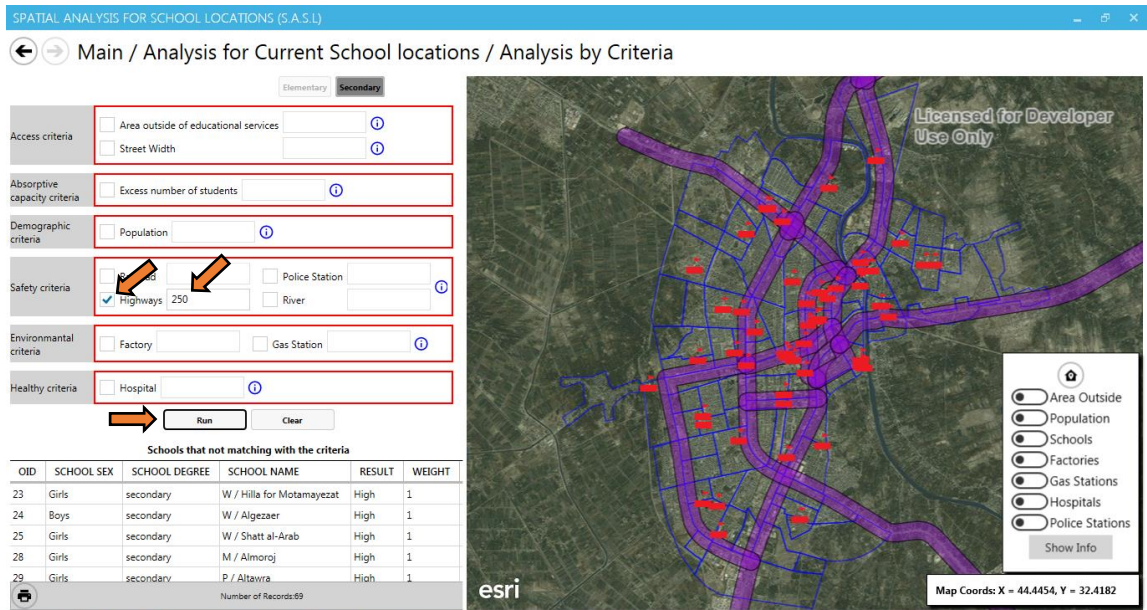 SPATIAL ANALYSIS FOR SCHOOL LOCATIONS (S.A.S.L)
Main / Analysis for Current School locations / Analysis by Criteria
Elementary Secondary
Access criteria
Area outside of educational services
Street Width
Absorptive
capacity criteria
Excess number of students
Demographic
criteria
Population
Safety criteria
Police Station
Highways 250 River
Environmantal
criteria
Factory Gas Station
Healthy criteria
Hospital
Run Clear
Schools that not matching with the criteria
OID SCHOOL SEX SCHOOL DEGREE SCHOOL NAME RESULT WEIGHT
23 Girls secondary W / Hilla for Motamayezat High 1
24 Boys secondary W / Algezaer High 1
25 Girls secondary W / Shatt al-Arab High 1
28 Girls secondary M / Almoroj High 1
29 Girls secondary P / Altawra High 1
Number of Records:69
Licensed for Developer
Use Only
Area Outside
Population
Schools
Factories
Gas Stations
Hospitals
Police Stations
Show Info
esri
Map Coords: X = 44.4454, Y = 32.4182